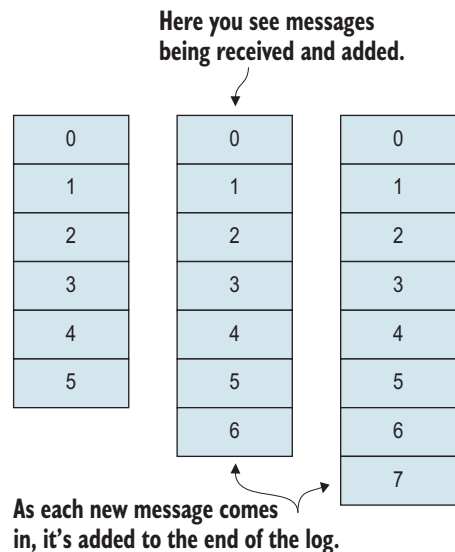 Here you see messages
being received and added.
0 0 0
1 1 1
2 2 2
3 3 3
4 4 4
5 5 5
6 6
7
As each new message comes
in, it's added to the end of the log.